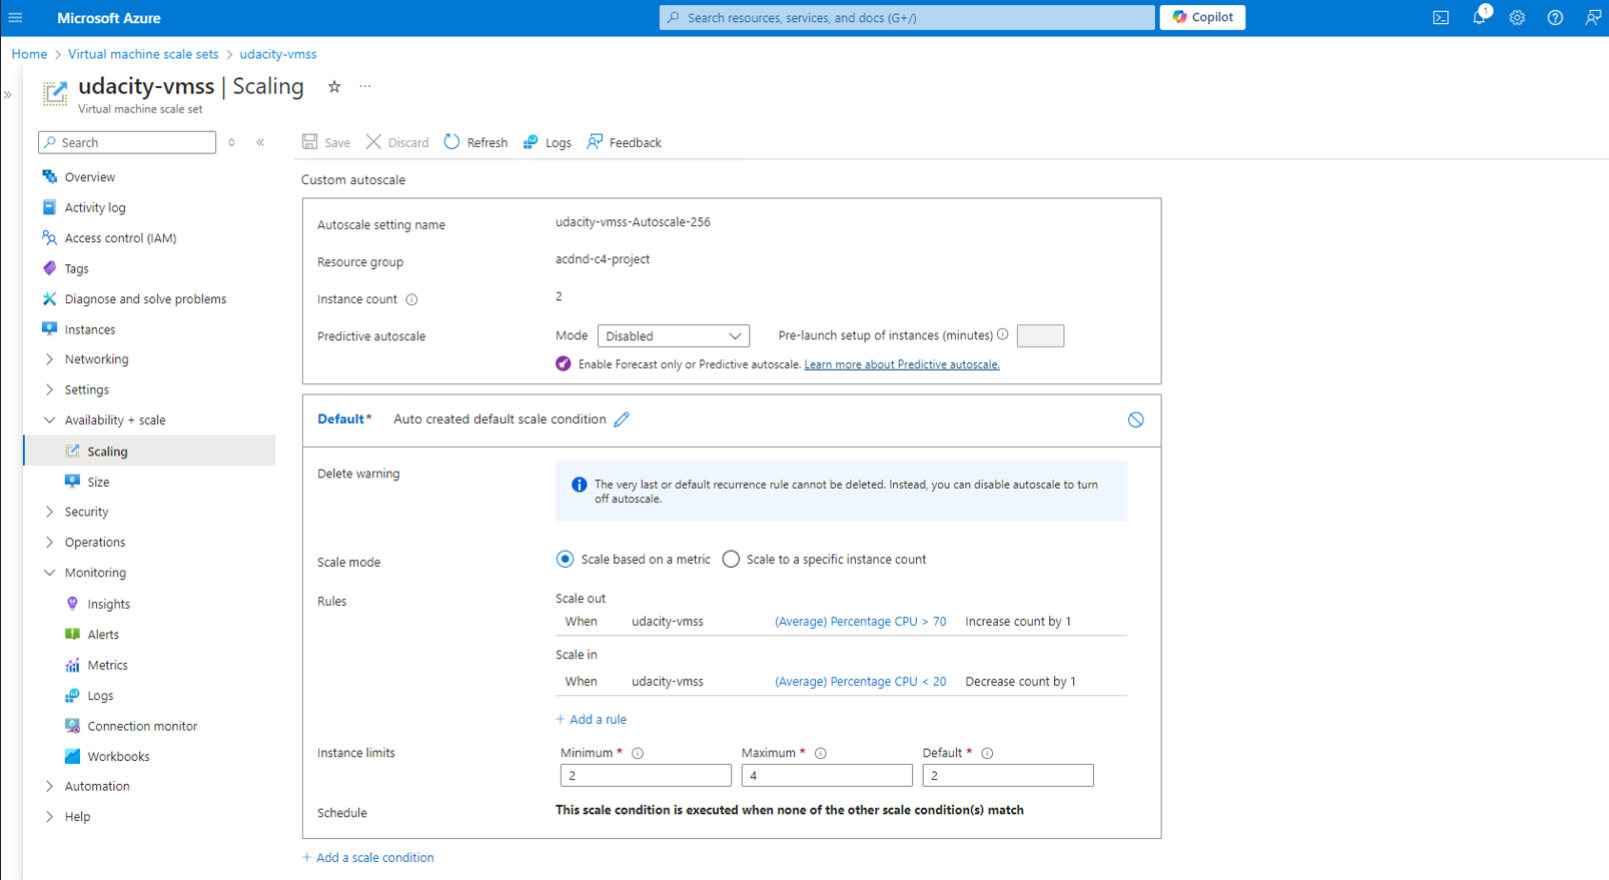 Microsoft Azure
Search resources, services, and docs (G+/)
Copilot
1
Home > Virtual machine scale sets > udacity-vmss
udacity-vmss | Scaling
Virtual machine scale set
Search
Save
Discard
Refresh
Logs
Feedback
Overview
Activity log
Access control (IAM)
Tags
Diagnose and solve problems
Instances
Networking
Settings
Availability + scale
Scaling
Size
Security
Operations
Monitoring
Insights
Alerts
Metrics
Logs
Connection monitor
Workbooks
Automation
Help
Custom autoscale
Autoscale setting name udacity-vmss-Autoscale-256
Resource group acdnd-c4-project
Instance count 2
Predictive autoscale Mode Disabled Pre-launch setup of instances (minutes)
Enable Forecast only or Predictive autoscale. Learn more about Predictive autoscale.
Default* Auto created default scale condition
Delete warning
The very last or default recurrence rule cannot be deleted. Instead, you can disable autoscale to turn
off autoscale.
Scale mode Scale based on a metric Scale to a specific instance count
Rules
Scale out
When udacity-vmss (Average) Percentage CPU > 70 Increase count by 1
Scale in
When udacity-vmss (Average) Percentage CPU < 20 Decrease count by 1
+ Add a rule
Instance limits Minimum * Maximum * Default *
2 4 2
Schedule This scale condition is executed when none of the other scale condition(s) match
+ Add a scale condition